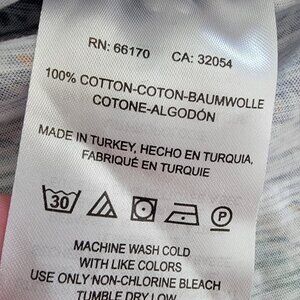 RN: 66170 CA: 32054
100% COTTON-COTON-BAUMWOLLE
COTONE-ALGODÓN
MADE IN TURKEY, HECHO EN TURQUIA,
FABRIQUÉ EN TURQUIE
30 P
MACHINE WASH COLD
WITH LIKE COLORS
USE ONLY NON-CHLORINE BLEACH
TUMBLE DRY LOW